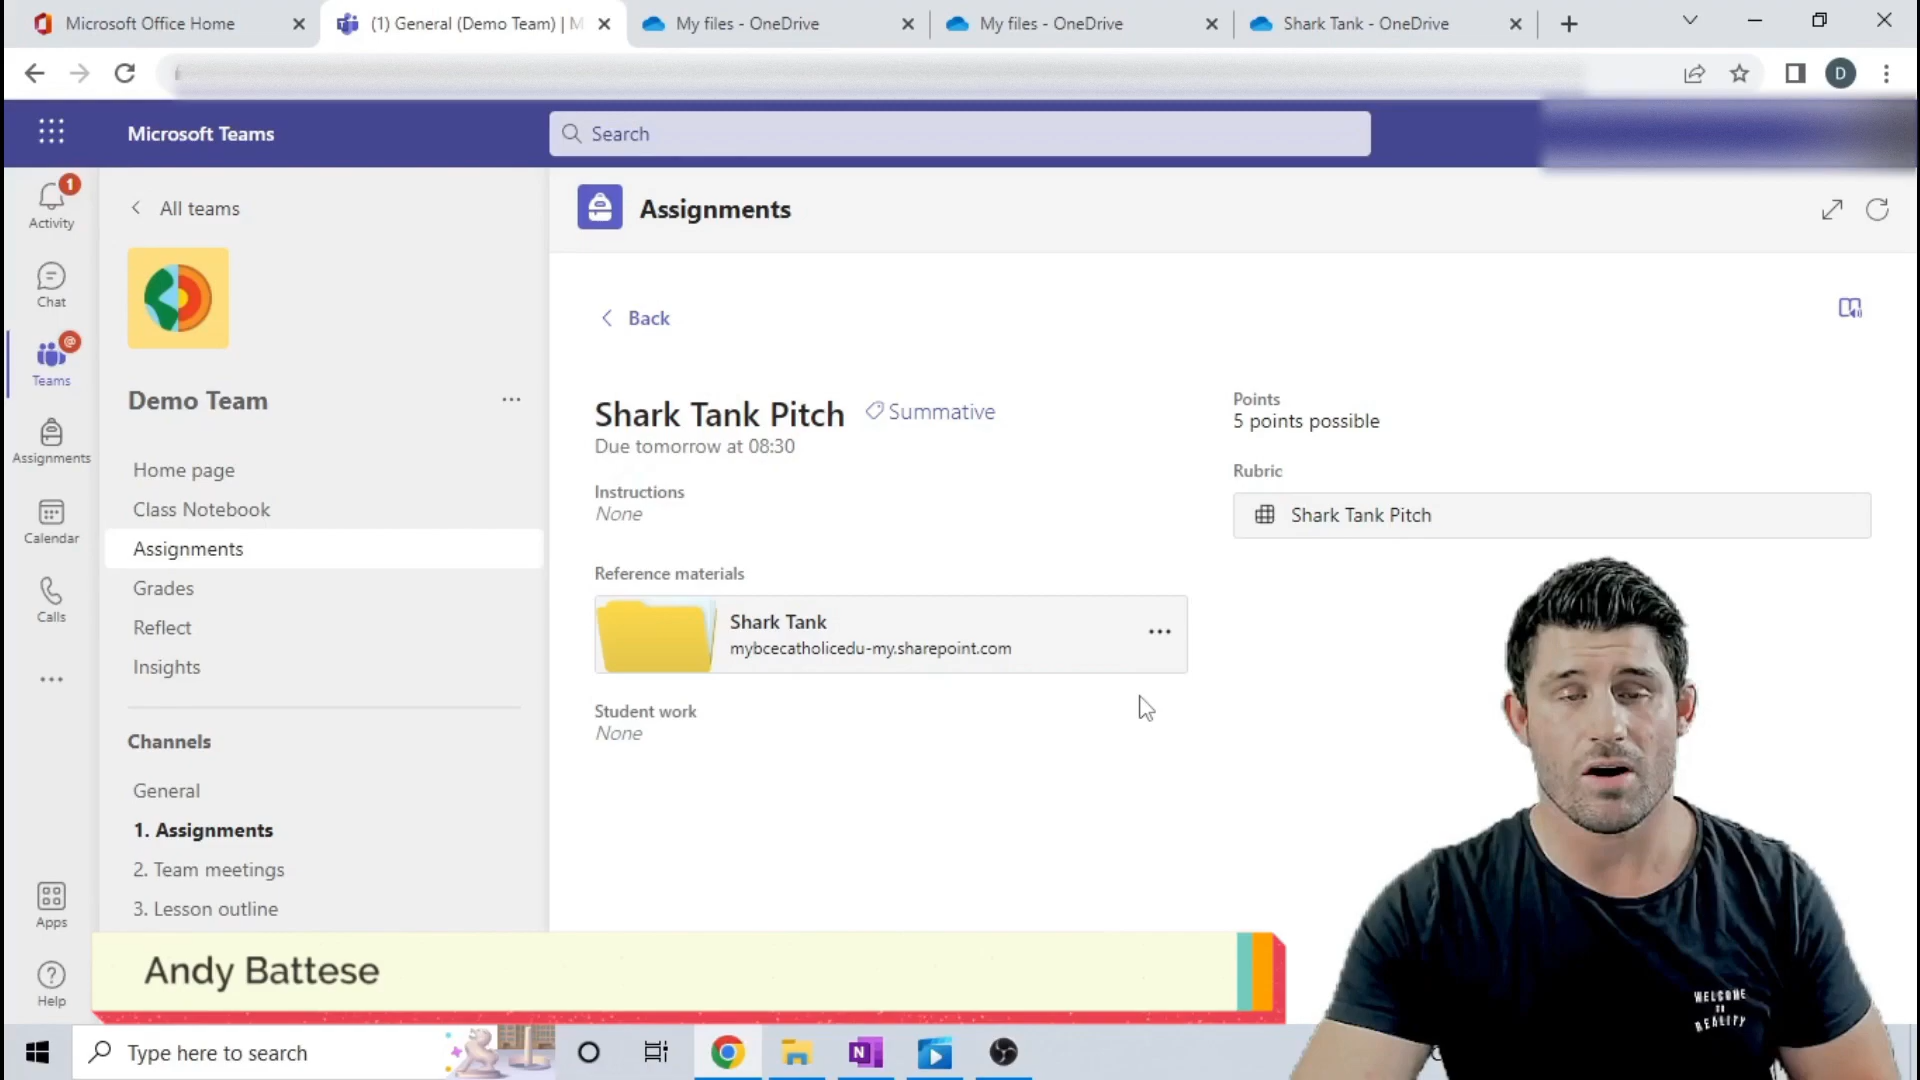 Microsoft Office Home
(1) General (Demo Team) | M
My files - OneDrive
My files - OneDrive
Shark Tank - OneDrive
D
Microsoft Teams
Search
1
Activity
Chat
@
Teams
Assignments
Calendar
Calls
Apps
Help
All teams
Demo Team
Home page
Class Notebook
Assignments
Grades
Reflect
Insights
Channels
General
1. Assignments
2. Team meetings
3. Lesson outline
Assignments
Back
Shark Tank Pitch
Summative
Due tomorrow at 08:30
Instructions
None
Reference materials
Shark Tank
mybcecatholicedu-my.sharepoint.com
Student work
None
Points
5 points possible
Rubric
Shark Tank Pitch
Andy Battese
WELCOME
TO
REALITY
Type here to search
N